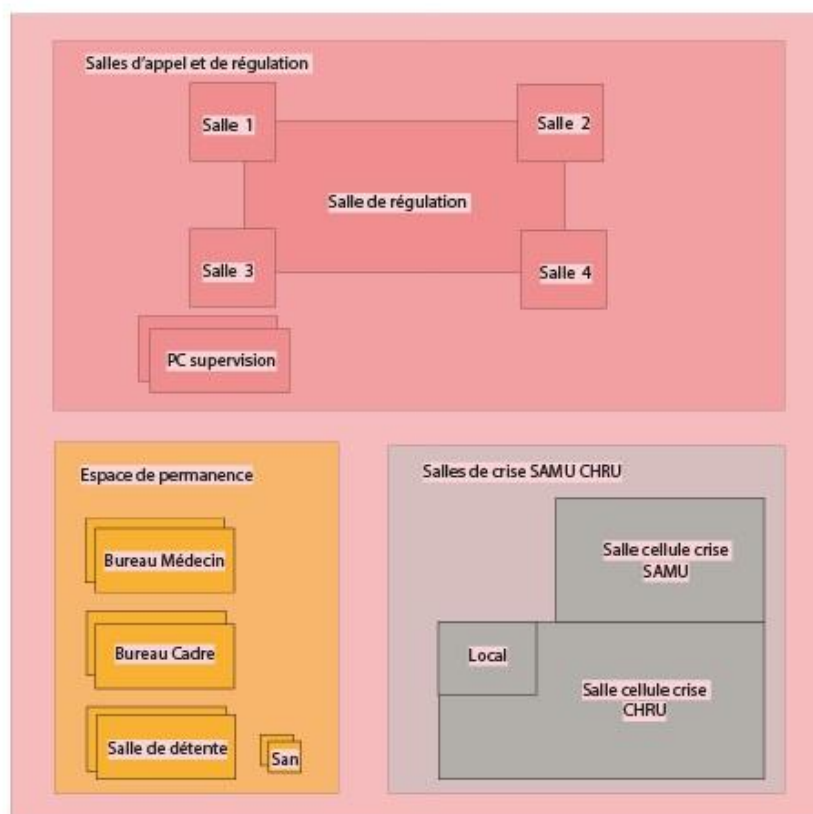 Salles d'appel et de régulation
Salle 1
Salle 2
Salle de régulation
Salle 3
Salle 4
PC supervision
Espace de permanence
Bureau Médecin
Bureau Cadre
Salle de détente
San
Salles de crise SAMU CHRU
Salle cellule crise
SAMU
Local
Salle cellule crise
CHRU